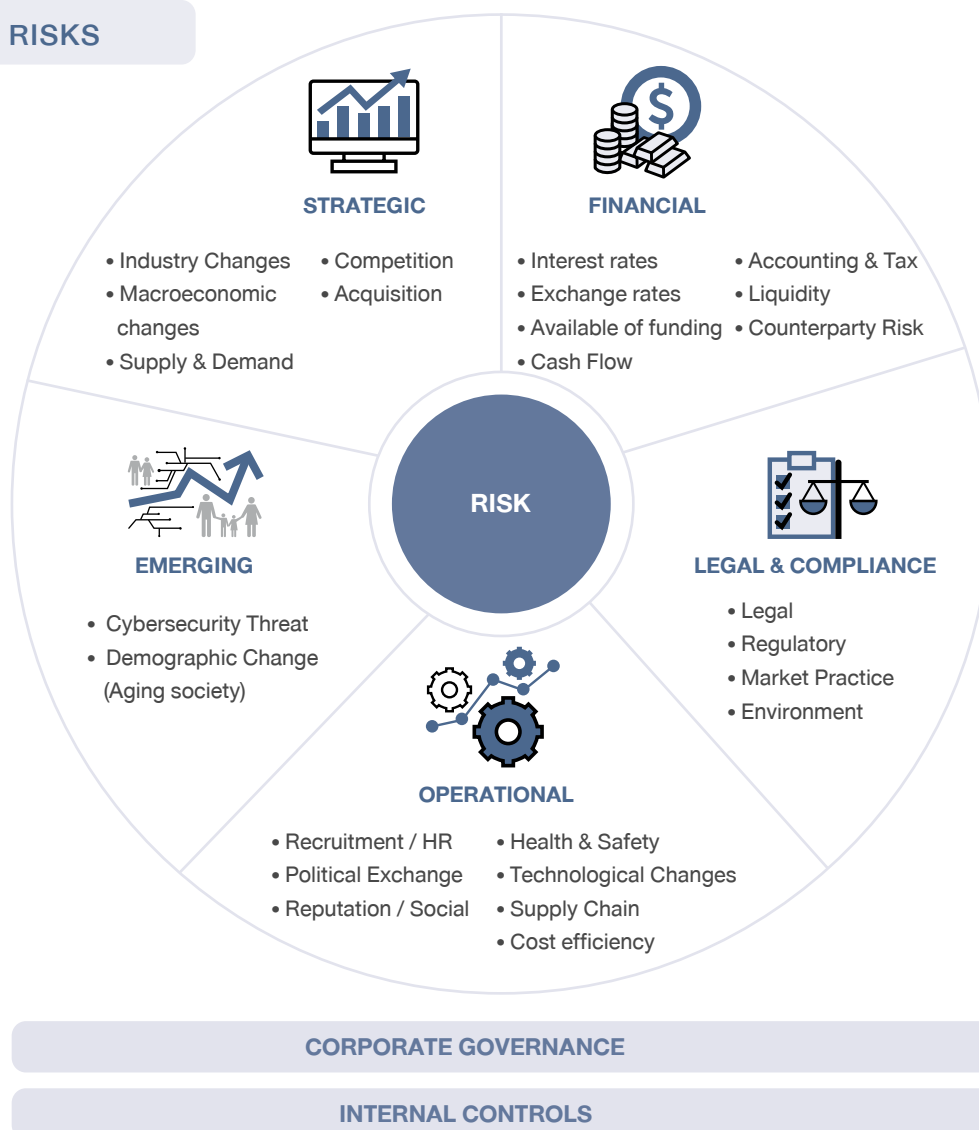 RISKS
STRATEGIC
• Industry Changes
• Macroeconomic
changes
• Supply & Demand
• Competition
• Acquisition
FINANCIAL
• Interest rates
• Exchange rates
• Available of funding
• Cash Flow
• Accounting & Tax
• Liquidity
• Counterparty Risk
RISK
EMERGING
• Cybersecurity Threat
• Demographic Change
(Aging society)
LEGAL & COMPLIANCE
• Legal
• Regulatory
• Market Practice
• Environment
OPERATIONAL
• Recruitment / HR
• Political Exchange
• Reputation / Social
• Health & Safety
• Technological Changes
• Supply Chain
• Cost efficiency
CORPORATE GOVERNANCE
INTERNAL CONTROLS